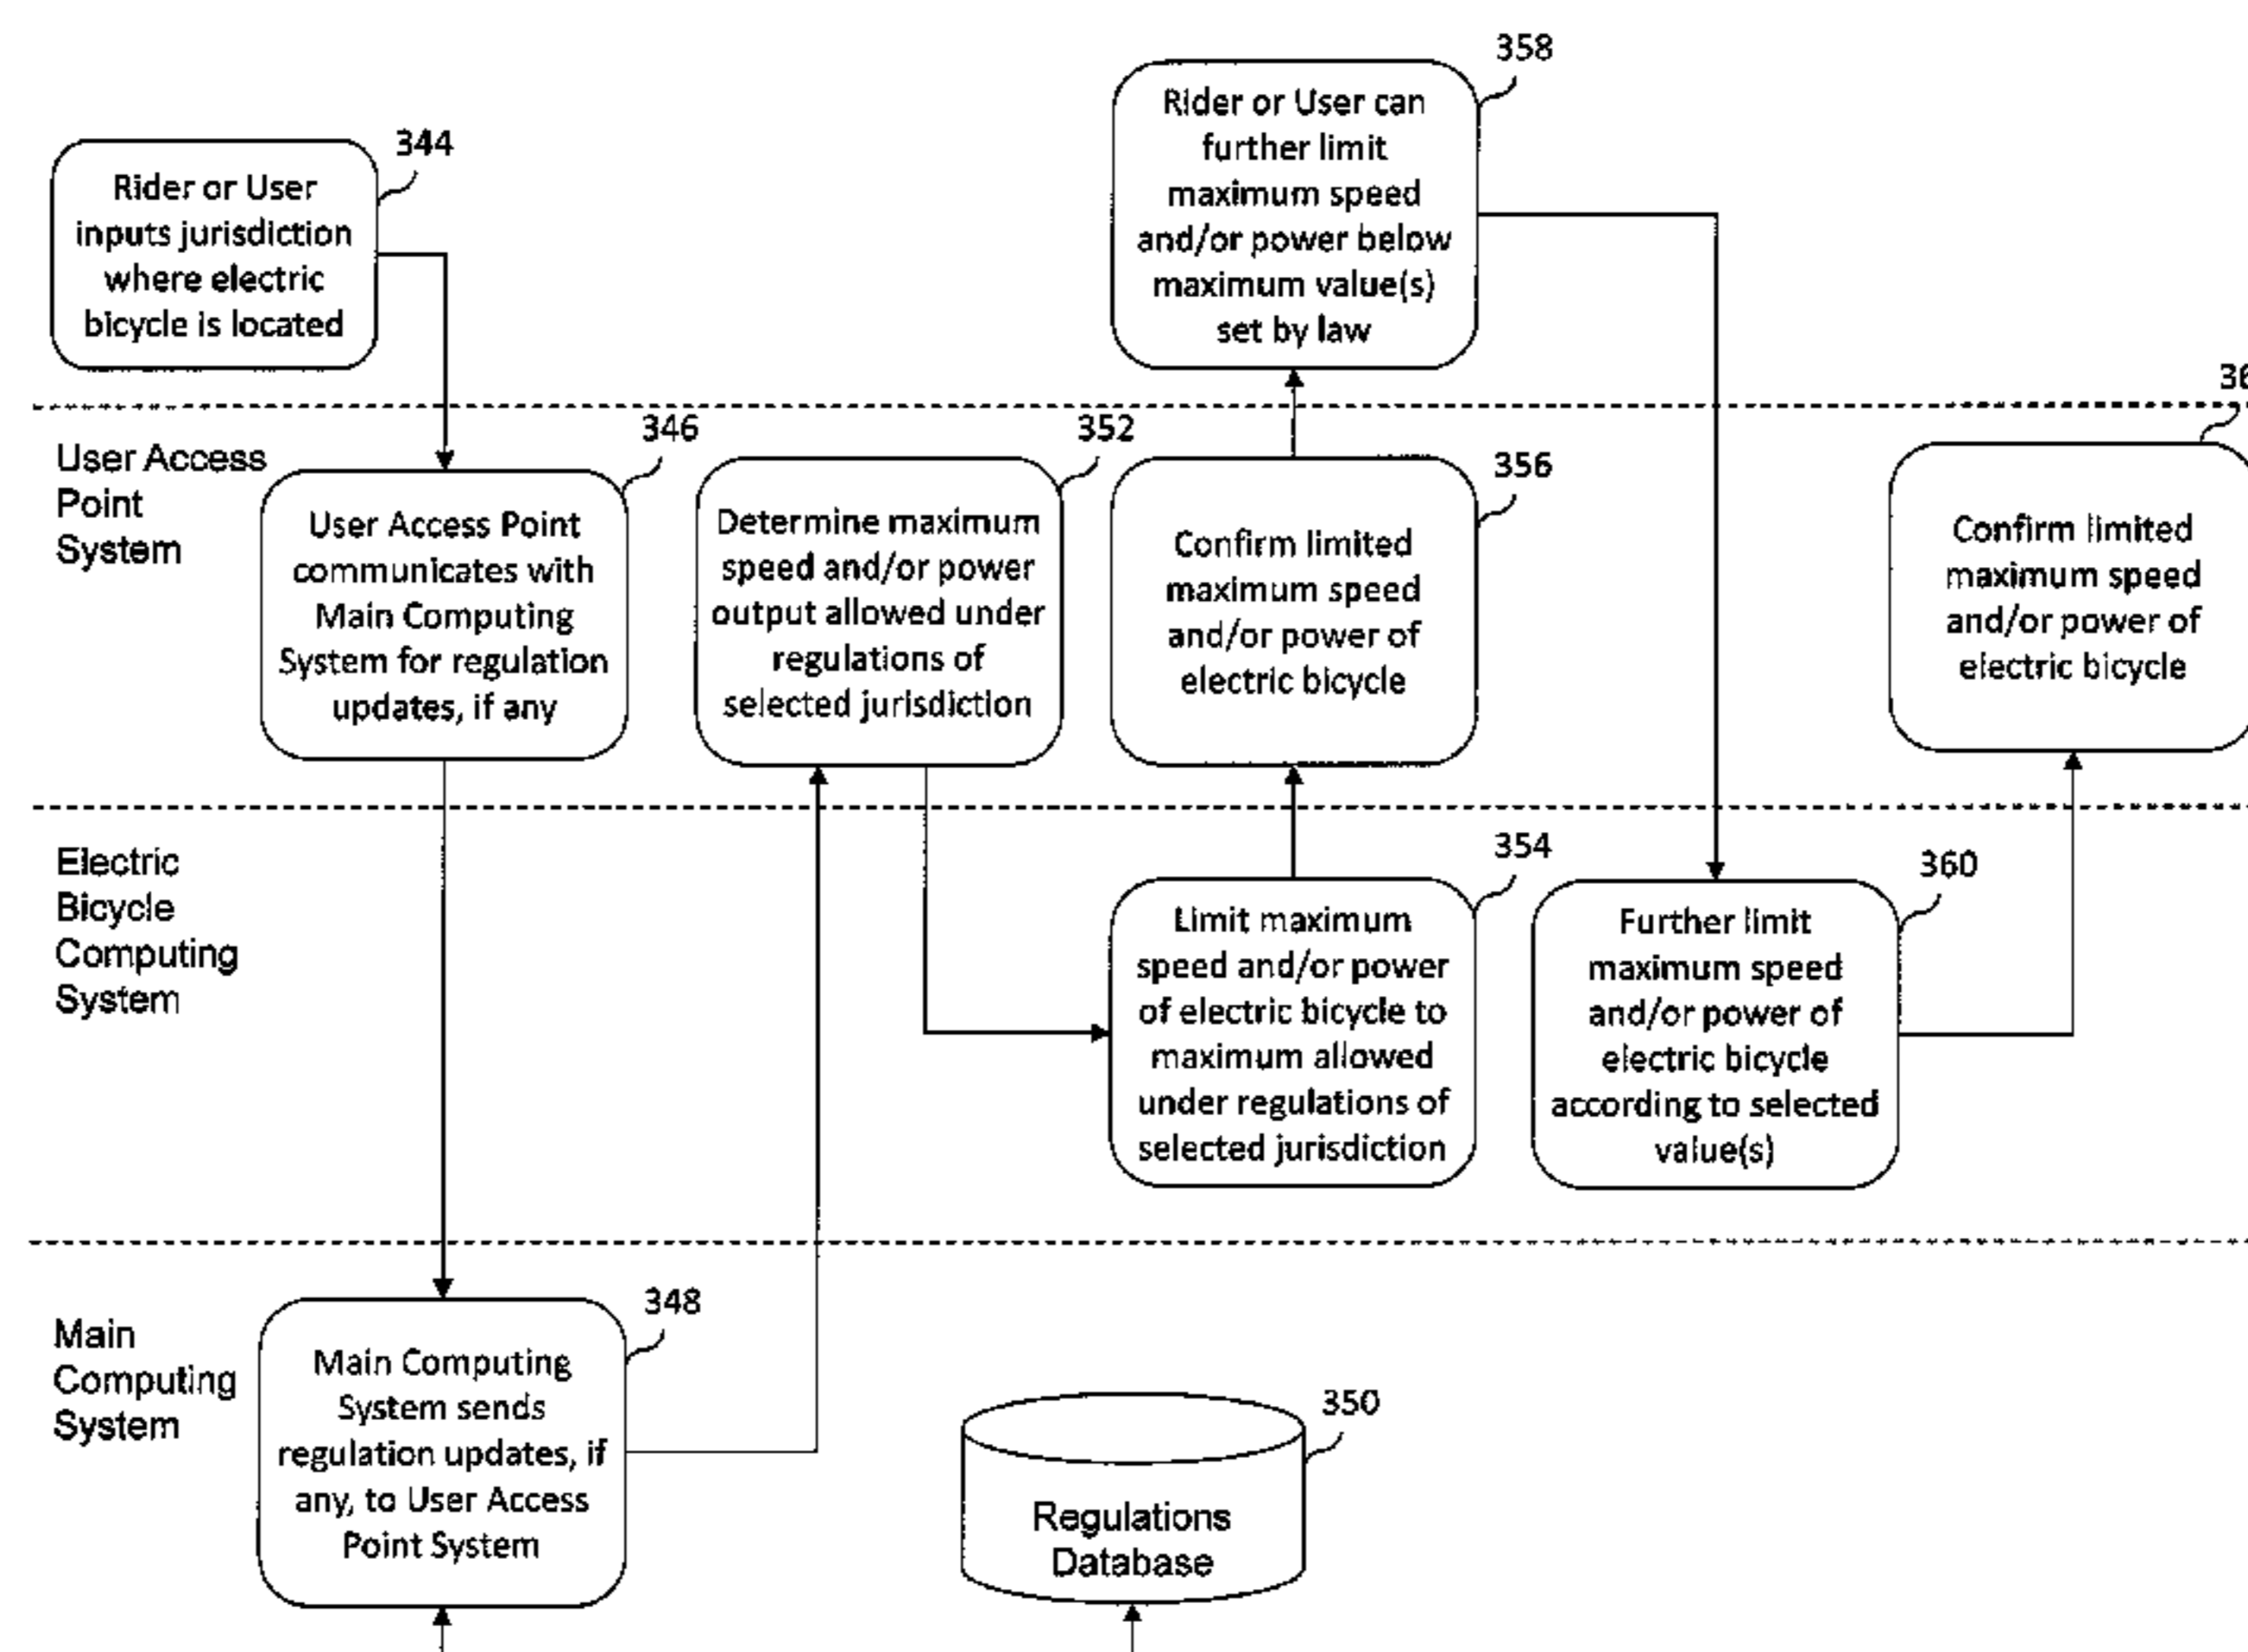 358
Rider or User can
further limit
maximum speed
and/or power below
maximum value(s)
set by law
344
Rider or User
inputs jurisdiction
where electric
bicycle is located
User Access
Point
System
346
User Access Point
communicates with
Main Computing
System for regulation
updates, if any
352
Determine maximum
speed and/or power
output allowed under
regulations of
selected jurisdiction
356
Confirm limited
maximum speed
and/or power of
electric bicycle
Confirm limited
maximum speed
and/or power of
electric bicycle
Electric
Bicycle
Computing
System
354
Limit maximum
speed and/or power
of electric bicycle to
maximum allowed
under regulations of
selected jurisdiction
360
Further limit
maximum speed
and/or power of
electric bicycle
according to selected
value(s)
Main
Computing
System
348
Main Computing
System sends
regulation updates, if
any, to User Access
Point System
350
Regulations
Database